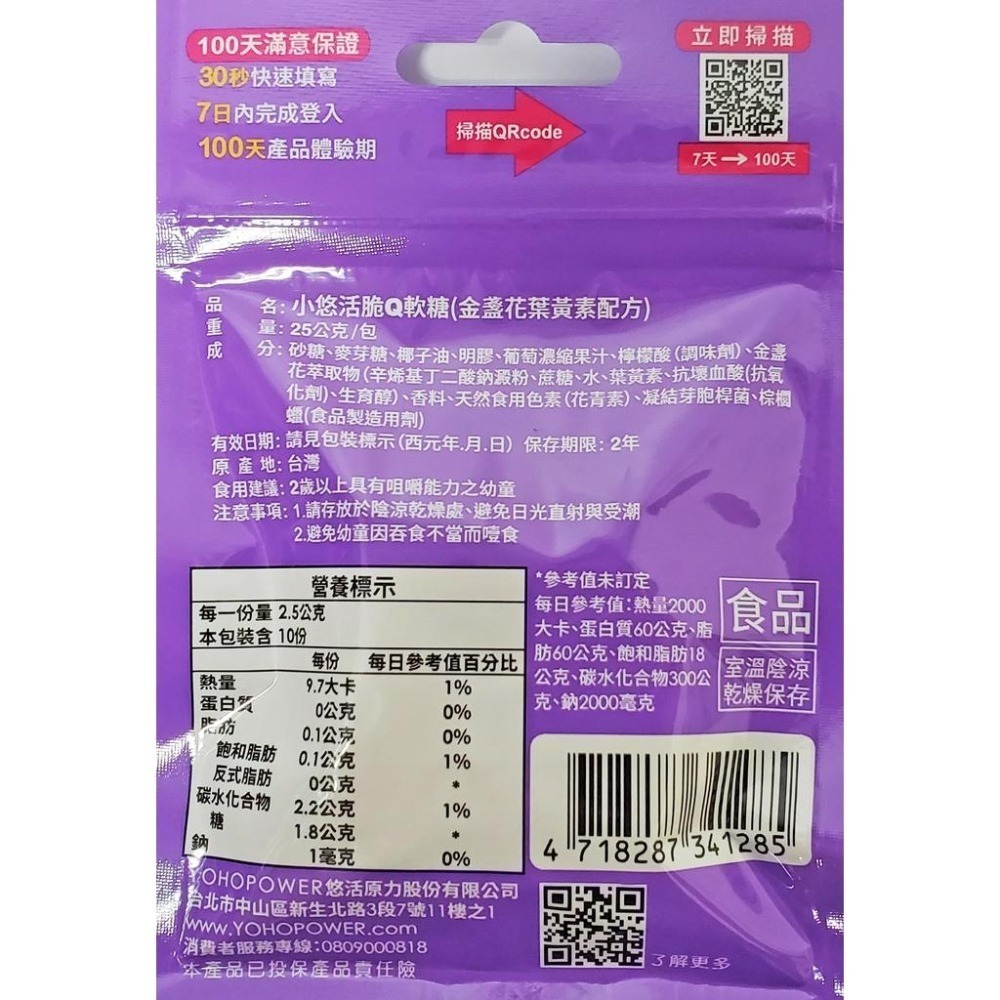 100天滿意保證
30秒快速填寫
7日內完成登入
100天產品體驗期
掃描QRcode
立即掃描
7天→100天
品名:小悠活脆Q軟糖(金盞花葉黃素配方)
重量:25公克/包
成分:砂糖、麥芽糖、椰子油、明膠、葡萄濃縮果汁、檸檬酸(調味劑)、金盞
花萃取物(辛烯基丁二酸鈉澱粉、蔗糖、水、葉黃素、抗壞血酸(抗氧
化劑)、生育醇)、香料、天然食用色素(花青素)、凝結芽胞桿菌、棕櫚
蠟(食品製造用劑)
有效日期:請見包裝標示(西元年.月.日) 保存期限:2年
原產地:台灣
食用建議:2歲以上具有咀嚼能力之幼童
注意事項:1.請存放於陰涼乾燥處、避免日光直射與受潮
2.避免幼童因吞食不當而噎食
營養標示
每一份量 2.5公克
本包裝含 10份
每份 每日參考值百分比
熱量 9.7大卡 1%
蛋白質 0公克 0%
脂肪 0.1公克 0%
飽和脂肪 0.1公克 1%
反式脂肪 0公克 *
碳水化合物 2.2公克 1%
糖 1.8公克 *
鈉 1毫克 0%
*參考值未訂定
每日參考值:熱量2000
大卡、蛋白質60公克、脂
肪60公克、飽和脂肪18
公克、碳水化合物300公
克、鈉2000毫克
食品
室溫陰涼
乾燥保存
4 718287 341285
YOHOPOWER悠活原力股份有限公司
台北市中山區新生北路3段7號11樓之1
www.YOHOPOWER.com
消費者服務專線:0809000818
本產品已投保產品責任險
了解更多